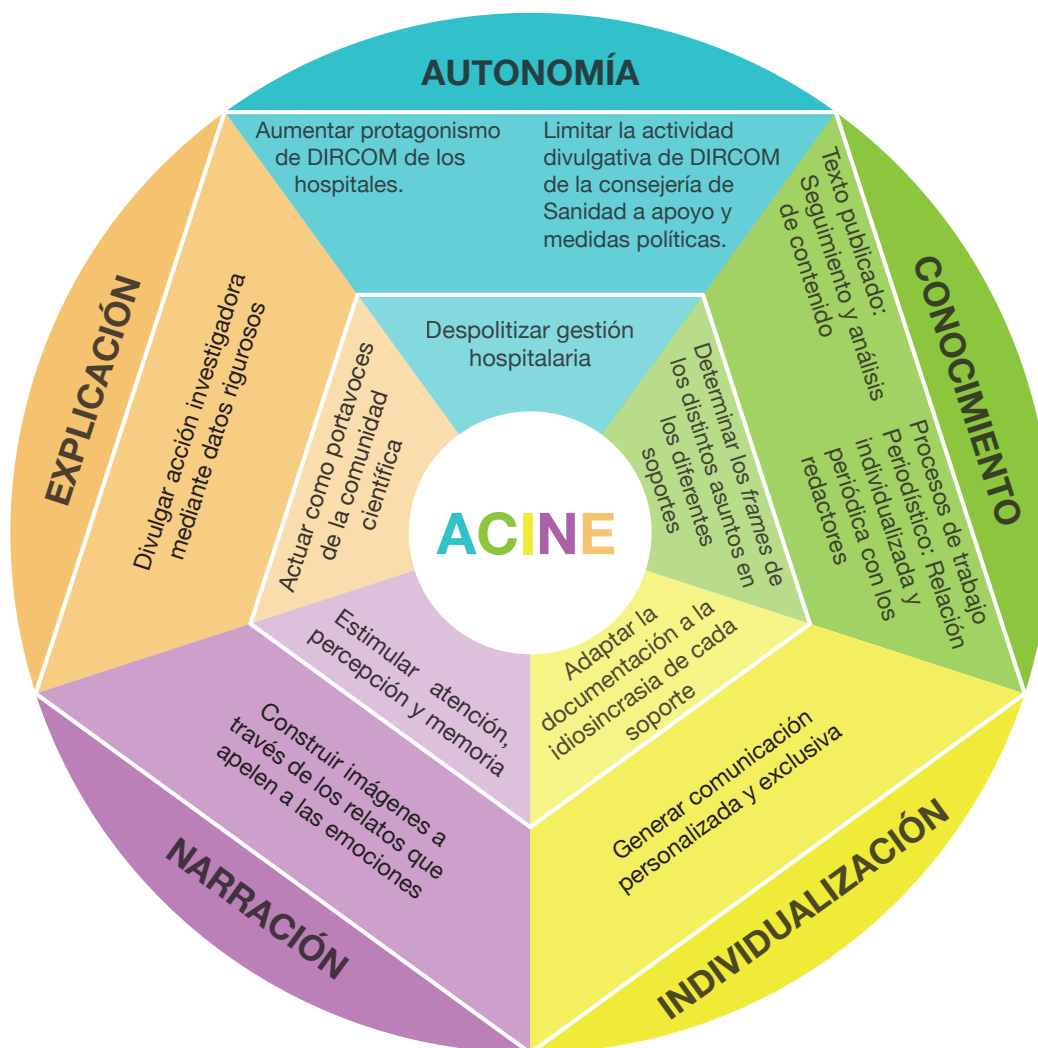 AUTONOMÍA
Aumentar protagonismo
de DIRCOM de los
hospitales.
Limitar la actividad
divulgativa de DIRCOM
de la consejería de
Sanidad a apoyo y
medidas políticas.
Despolitizar gestión
hospitalaria
CONOCIMIENTO
Texto publicado:
Seguimiento y análisis
de contenido
Procesos de trabajo
Periodístico: Relación
individualizada y
periódica con los
redactores
Determinar los frames de
los distintos asuntos en
los diferentes
soportes
INDIVIDUALIZACIÓN
Generar comunicación
personalizada y exclusiva
Adaptar la
documentación a la
idiosincrasia de cada
soporte
NARRACIÓN
Construir imágenes a
través de los relatos que
apelen a las emociones
Estimular atención,
percepción y memoria
EXPLICACIÓN
Divulgar acción investigadora
mediante datos rigurosos
Actuar como portavoces
de la comunidad
científica
ACINE